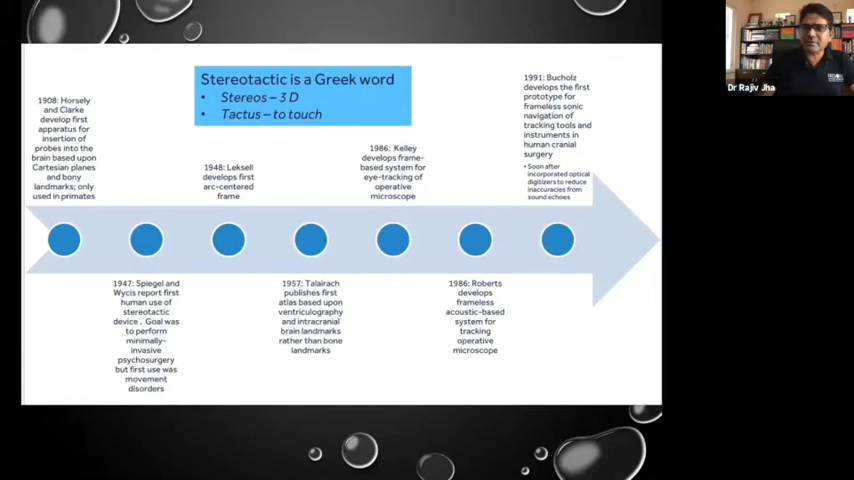 Stereotactic is a Greek word
• Stereos – 3 D
• Tactus – to touch
1908: Horsely
and Clarke
develop first
apparatus for
insertion of
probes into the
brain based upon
Cartesian planes
and bony
landmarks; only
used in primates
1947: Spiegel and
Wycis report first
human use of
stereotactic
device . Goal was
to perform
minimally-
invasive
psychosurgery
but first use was
movement
disorders
1948: Leksell
develops first
arc-centered
frame
1957: Talairach
publishes first
atlas based upon
ventriculography
and intracranial
brain landmarks
rather than bone
landmarks
1986: Kelley
develops frame-
based system for
eye-tracking of
operative
microscope
1986: Roberts
develops
frameless
acoustic-based
system for
tracking
operative
microscope
1991: Bucholz
develops the first
prototype for
frameless sonic
navigation of
tracking tools and
instruments in
human cranial
surgery
• Soon after
incorporated optical
digitizers to reduce
inaccuracies from
sound echoes
Dr Rajiv Jha